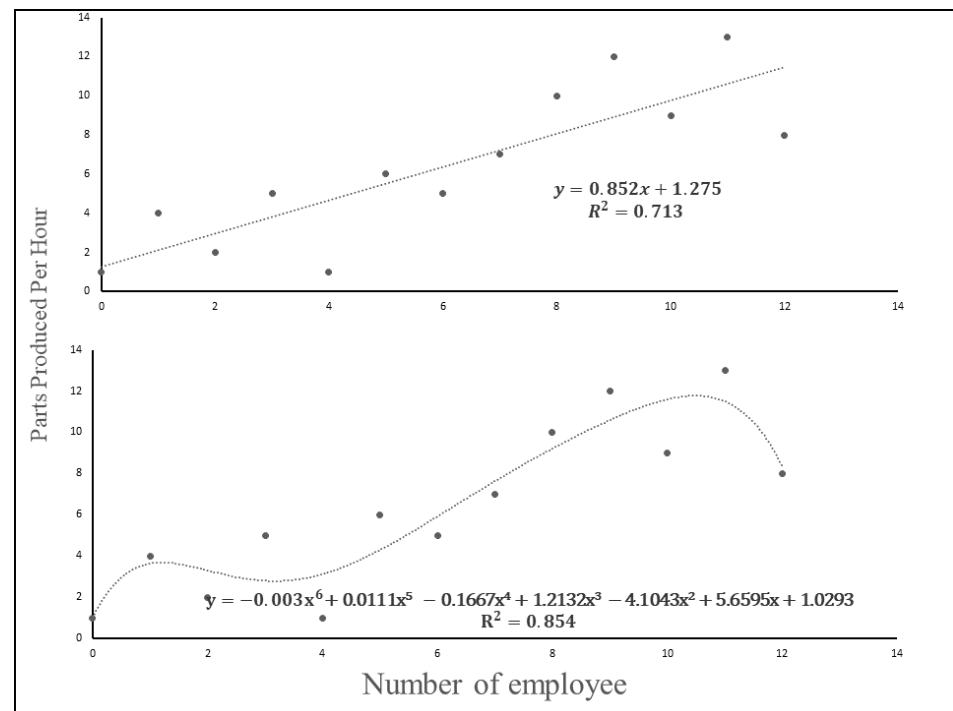 14
12
10
8
6
4
2
0
0 2 4 6 8 10 12 14
y = 0.852x + 1.275
R² = 0.713
Parts Produced Per Hour
14
12
10
8
6
4
2
0
0 2 4 6 8 10 12 14
y = −0.003x⁶ + 0.0111x⁵ − 0.1667x⁴ + 1.2132x³ − 4.1043x² + 5.6595x + 1.0293
R² = 0.854
Number of employee